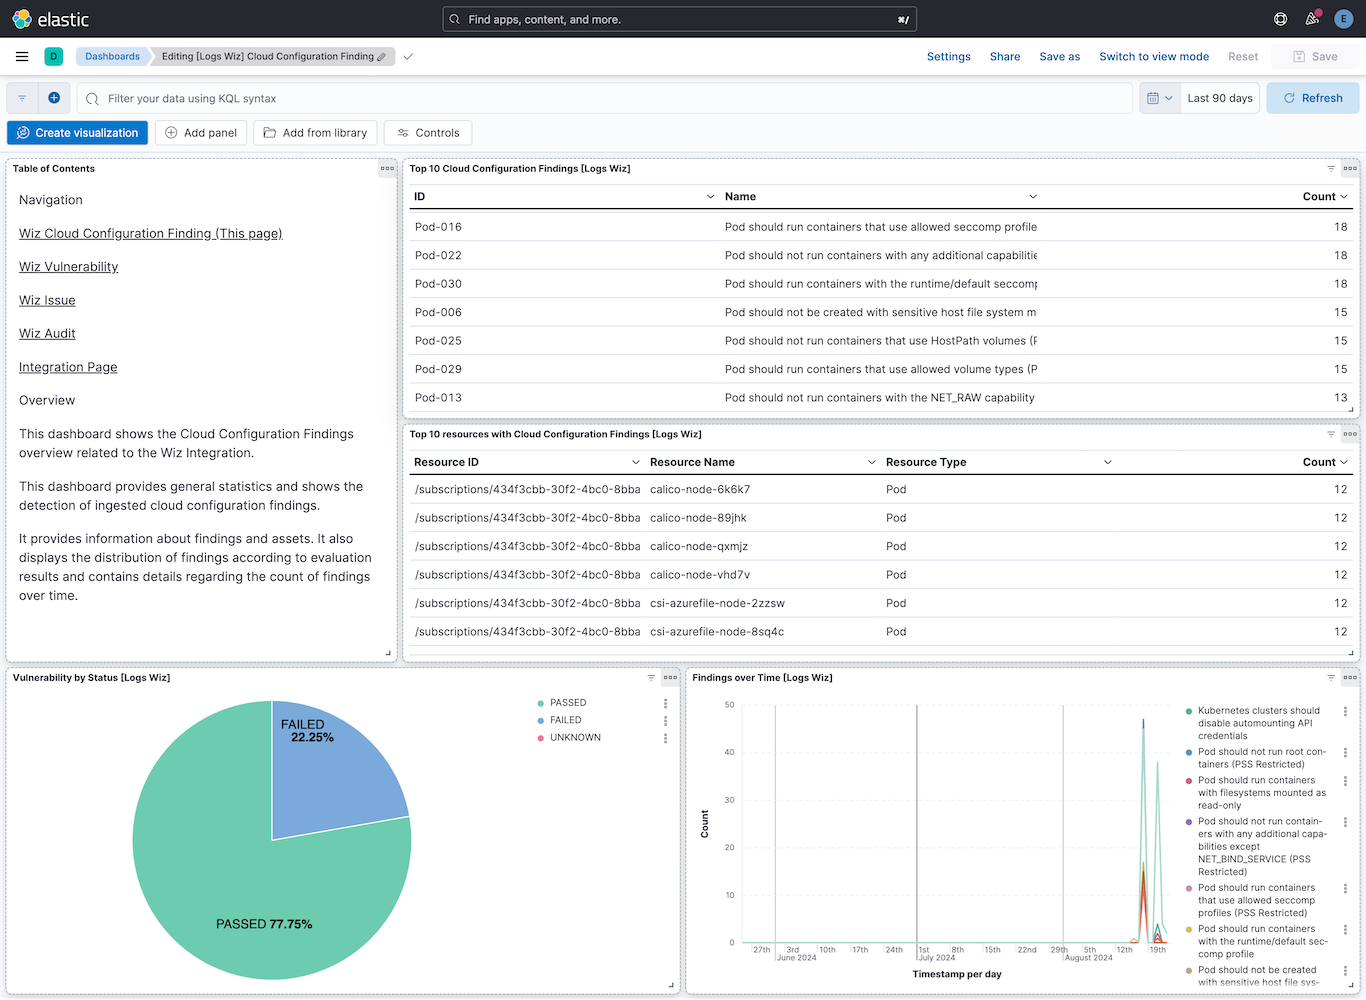 elastic
Find apps, content, and more.
⌘/
E
D
Dashboards
Editing [Logs Wiz] Cloud Configuration Finding
Settings
Share
Save as
Switch to view mode
Reset
Save
Filter your data using KQL syntax
Last 90 days
Refresh
Create visualization
Add panel
Add from library
Controls
Table of Contents
Navigation
Wiz Cloud Configuration Finding (This page)
Wiz Vulnerability
Wiz Issue
Wiz Audit
Integration Page
Overview
This dashboard shows the Cloud Configuration Findings
overview related to the Wiz Integration.
This dashboard provides general statistics and shows the
detection of ingested cloud configuration findings.
It provides information about findings and assets. It also
displays the distribution of findings according to evaluation
results and contains details regarding the count of findings
over time.
Top 10 Cloud Configuration Findings [Logs Wiz]
ID Name Count
Pod-016 Pod should run containers that use allowed seccomp profile 18
Pod-022 Pod should not run containers with any additional capabilitie 18
Pod-030 Pod should run containers with the runtime/default seccomp 18
Pod-006 Pod should not be created with sensitive host file system m 15
Pod-025 Pod should not run containers that use HostPath volumes (P 15
Pod-029 Pod should run containers that use allowed volume types (P 15
Pod-013 Pod should not run containers with the NET_RAW capability 13
Top 10 resources with Cloud Configuration Findings [Logs Wiz]
Resource ID Resource Name Resource Type Count
/subscriptions/434f3cbb-30f2-4bc0-8bba calico-node-6k6k7 Pod 12
/subscriptions/434f3cbb-30f2-4bc0-8bba calico-node-89jhk Pod 12
/subscriptions/434f3cbb-30f2-4bc0-8bba calico-node-qxmjz Pod 12
/subscriptions/434f3cbb-30f2-4bc0-8bba calico-node-vhd7v Pod 12
/subscriptions/434f3cbb-30f2-4bc0-8bba csi-azurefile-node-2zzsw Pod 12
/subscriptions/434f3cbb-30f2-4bc0-8bba csi-azurefile-node-8sq4c Pod 12
Vulnerability by Status [Logs Wiz]
FAILED
22.25%
PASSED 77.75%
PASSED
FAILED
UNKNOWN
Findings over Time [Logs Wiz]
Count
50
40
30
20
10
0
27th 3rd 10th 17th 24th 1st 8th 15th 22nd 29th 5th 12th 19th
June 2024 July 2024 August 2024
Timestamp per day
Kubernetes clusters should
disable automounting API
credentials
Pod should not run root con-
tainers (PSS Restricted)
Pod should run containers
with filesystems mounted as
read-only
Pod should not run contain-
ers with any additional capa-
bilities except
NET_BIND_SERVICE (PSS
Restricted)
Pod should run containers
that use allowed seccomp
profiles (PSS Restricted)
Pod should run containers
with the runtime/default sec-
comp profile
Pod should not be created
with sensitive host file sys-